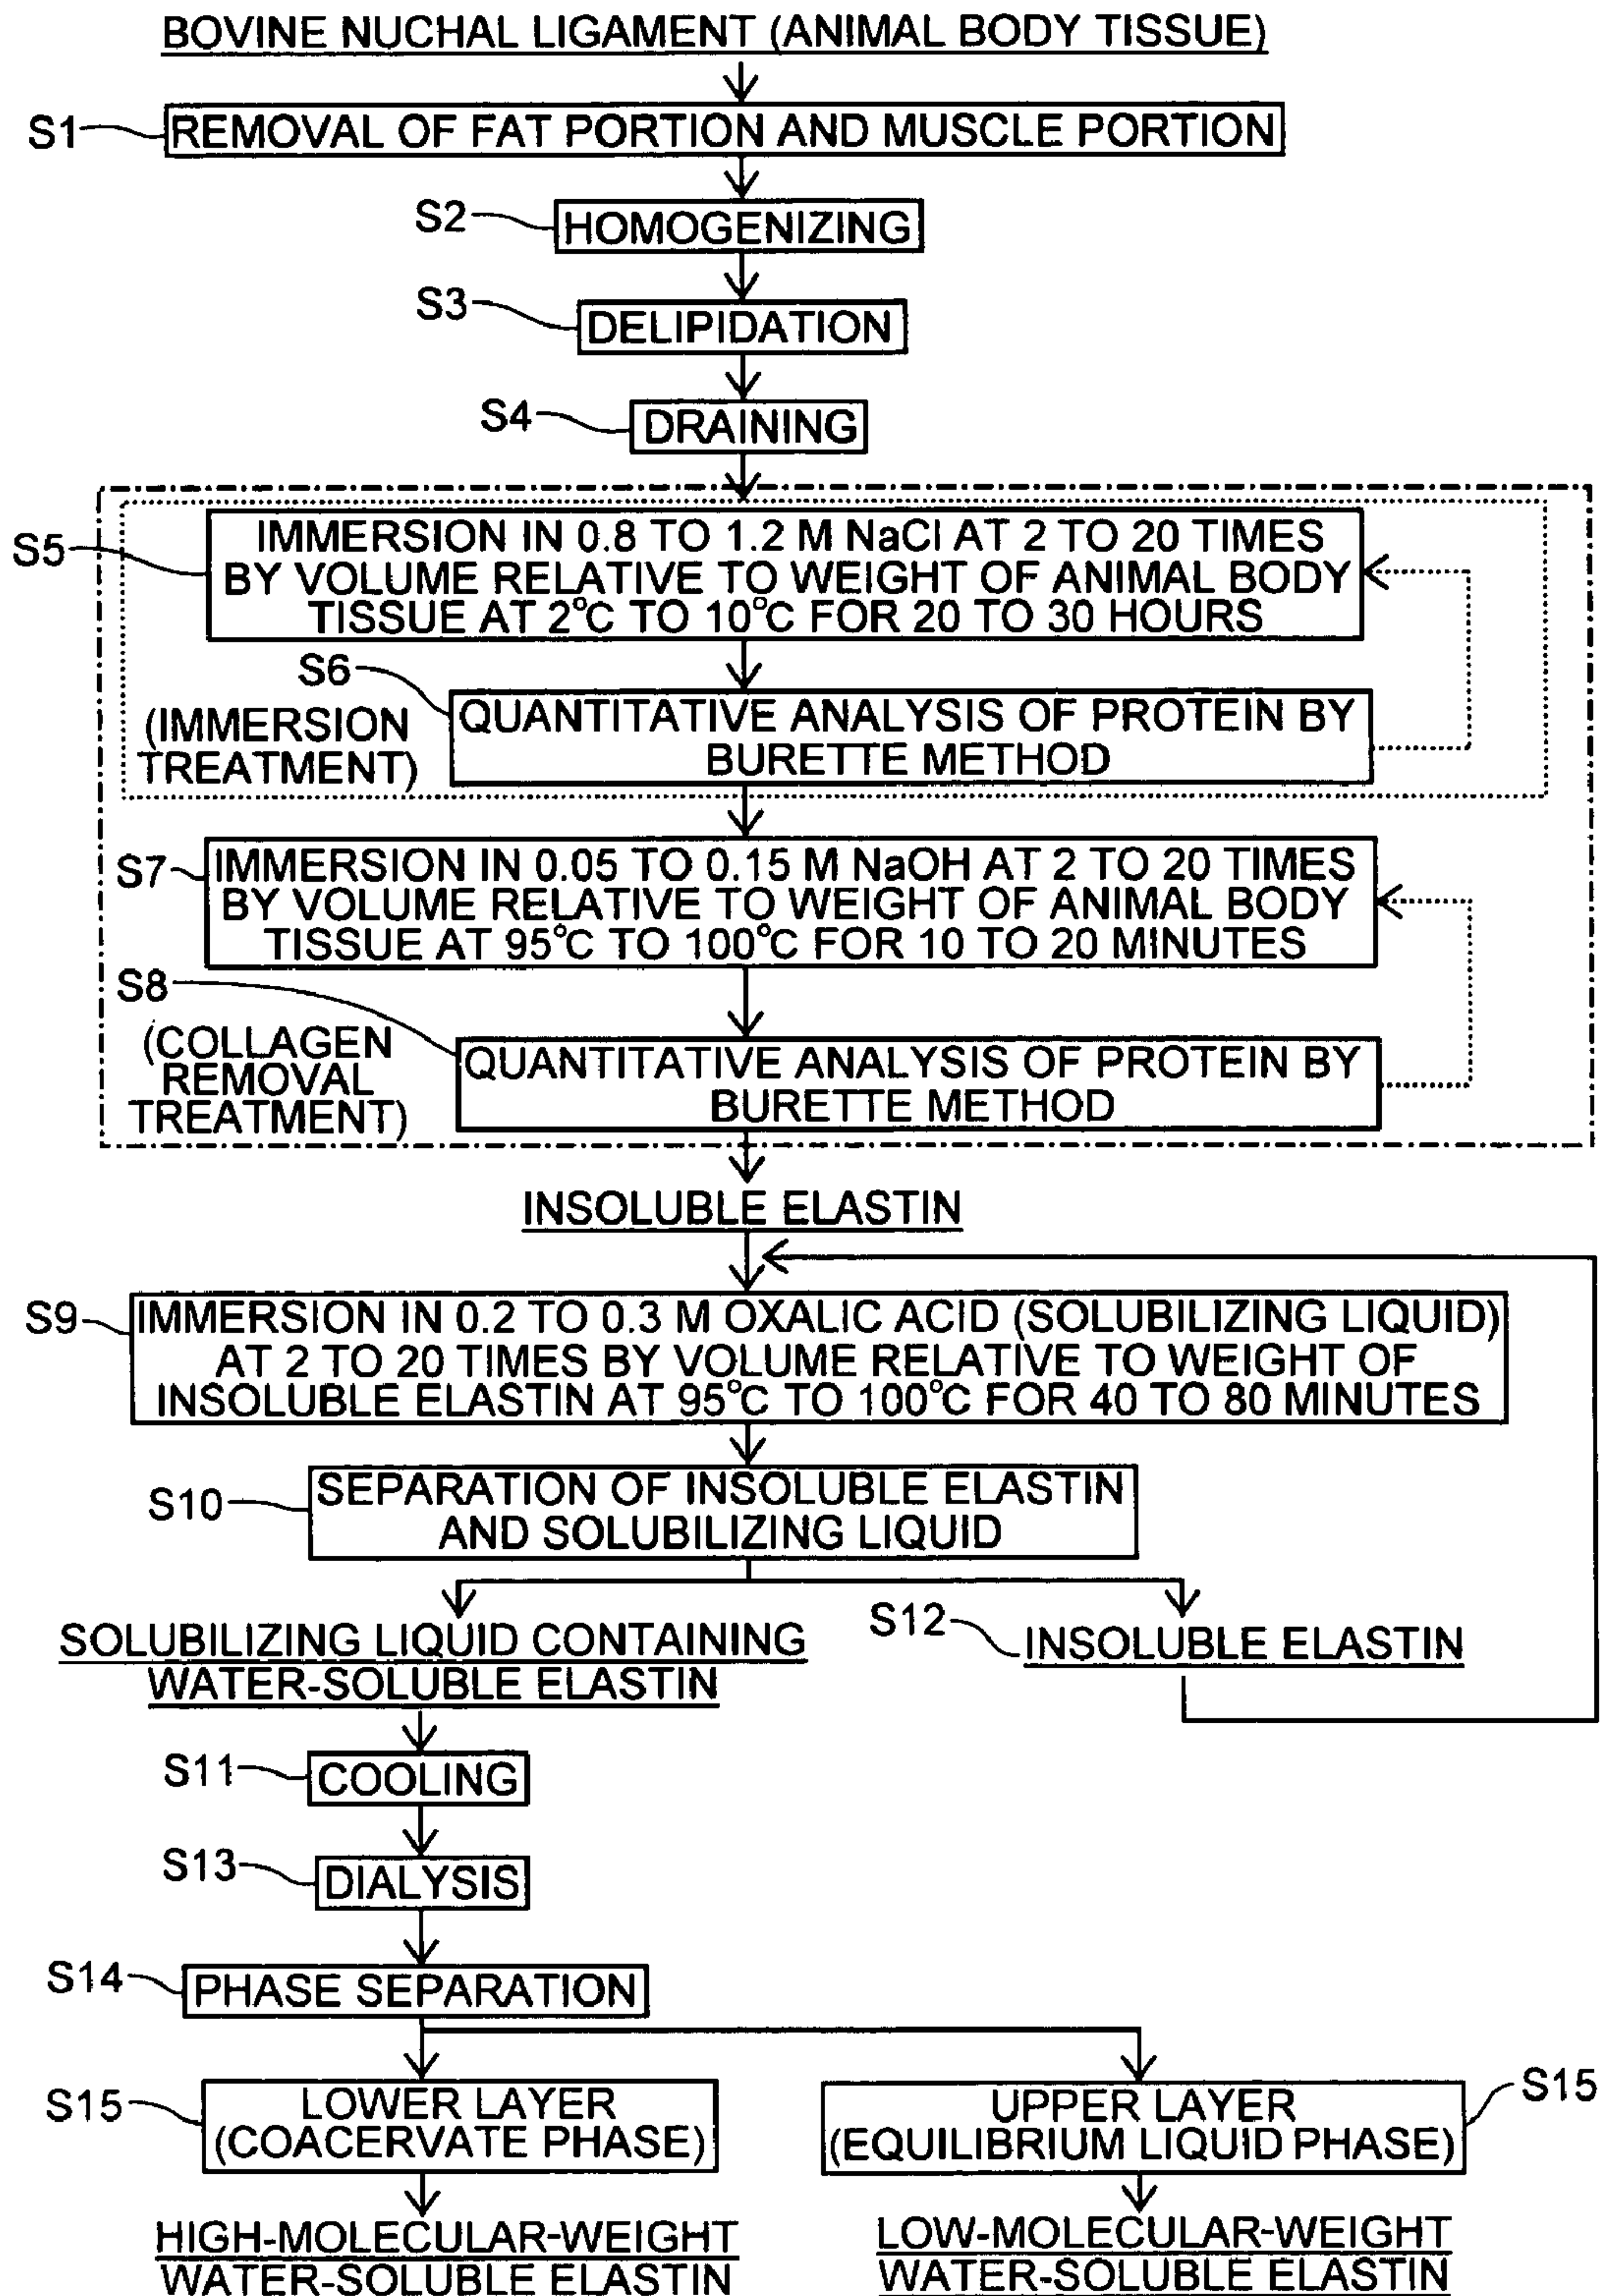 BOVINE NUCHAL LIGAMENT (ANIMAL BODY TISSUE)
S1
REMOVAL OF FAT PORTION AND MUSCLE PORTION
S2
HOMOGENIZING
S3
DELIPIDATION
S4
DRAINING
S5
IMMERSION IN 0.8 TO 1.2 M NaCl AT 2 TO 20 TIMES
BY VOLUME RELATIVE TO WEIGHT OF ANIMAL BODY
TISSUE AT 2°C TO 10°C FOR 20 TO 30 HOURS
S6
(IMMERSION
TREATMENT)
QUANTITATIVE ANALYSIS OF PROTEIN BY
BURETTE METHOD
S7
IMMERSION IN 0.05 TO 0.15 M NaOH AT 2 TO 20 TIMES
BY VOLUME RELATIVE TO WEIGHT OF ANIMAL BODY
TISSUE AT 95°C TO 100°C FOR 10 TO 20 MINUTES
S8
(COLLAGEN
REMOVAL
TREATMENT)
QUANTITATIVE ANALYSIS OF PROTEIN BY
BURETTE METHOD
INSOLUBLE ELASTIN
S9
IMMERSION IN 0.2 TO 0.3 M OXALIC ACID (SOLUBILIZING LIQUID)
AT 2 TO 20 TIMES BY VOLUME RELATIVE TO WEIGHT OF
INSOLUBLE ELASTIN AT 95°C TO 100°C FOR 40 TO 80 MINUTES
S10
SEPARATION OF INSOLUBLE ELASTIN
AND SOLUBILIZING LIQUID
SOLUBILIZING LIQUID CONTAINING
WATER-SOLUBLE ELASTIN
S12
INSOLUBLE ELASTIN
S11
COOLING
S13
DIALYSIS
S14
PHASE SEPARATION
S15
LOWER LAYER
(COACERVATE PHASE)
UPPER LAYER
(EQUILIBRIUM LIQUID PHASE)
S15
HIGH-MOLECULAR-WEIGHT
WATER-SOLUBLE ELASTIN
LOW-MOLECULAR-WEIGHT
WATER-SOLUBLE ELASTIN